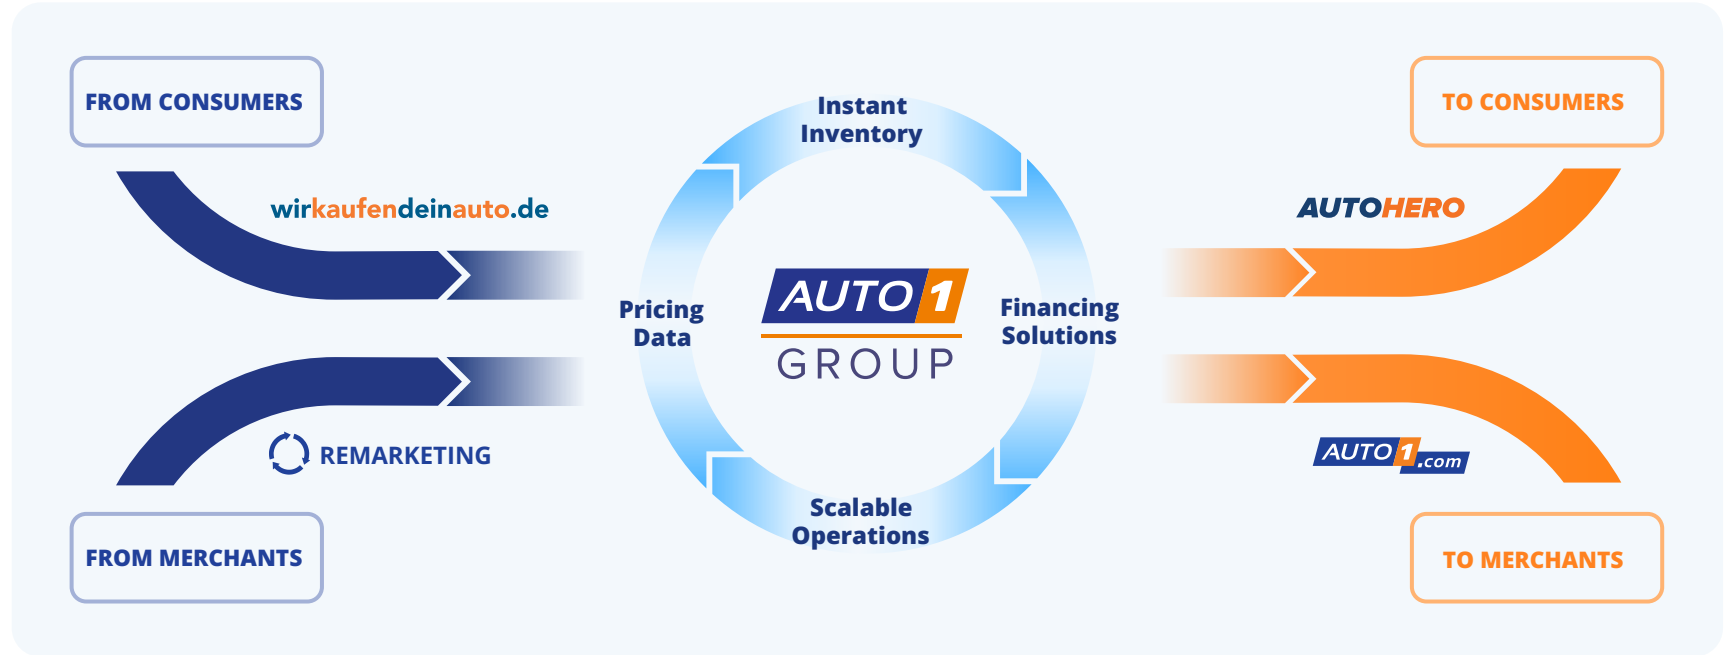 FROM CONSUMERS
wirkaufendeinauto.de
REMARKETING
FROM MERCHANTS
Instant
Inventory
Pricing
Data
AUTO1
GROUP
Financing
Solutions
Scalable
Operations
TO CONSUMERS
AUTOHERO
AUTO1.com
TO MERCHANTS